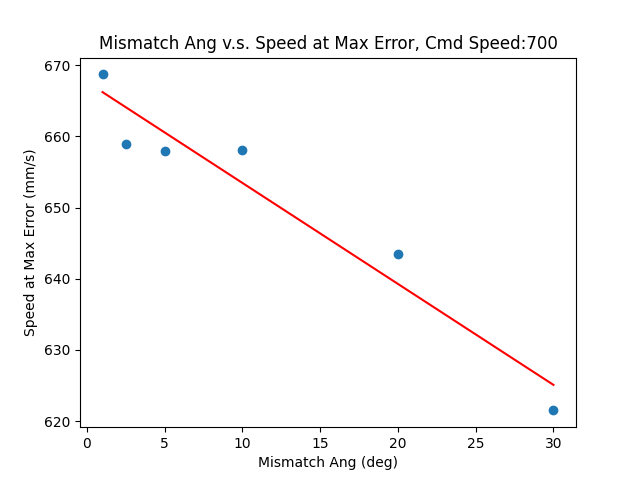 Mismatch Ang v.s. Speed at Max Error, Cmd Speed:700
670
660
650
640
630
620
Speed at Max Error (mm/s)
0 5 10 15 20 25 30
Mismatch Ang (deg)